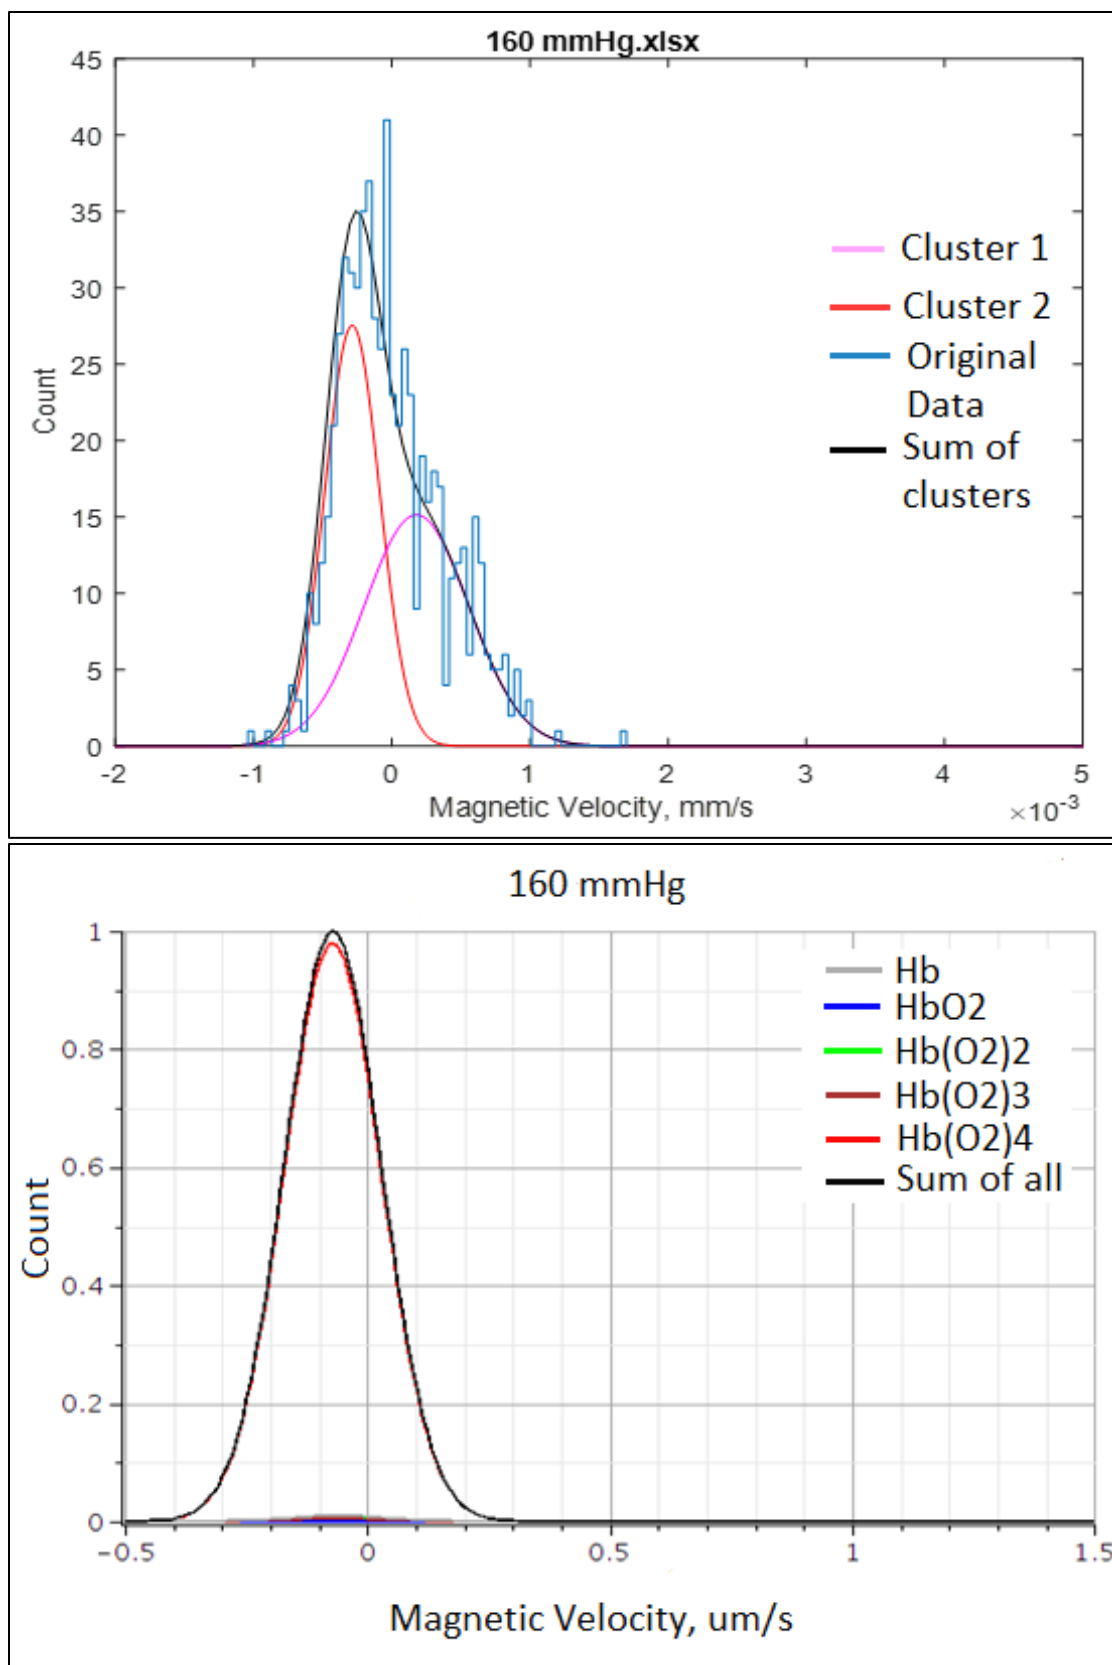 160 mmHg.xlsx
45
40
35
30
25
20
15
10
5
0
Count
-2
-1
0
1
2
3
4
5
Magnetic Velocity, mm/s
×10⁻³
Cluster 1
Cluster 2
Original
Data
Sum of
clusters
160 mmHg
1
0.8
0.6
0.4
0.2
0
Count
-0.5
0
0.5
1
1.5
Magnetic Velocity, um/s
Hb
HbO2
Hb(O2)2
Hb(O2)3
Hb(O2)4
Sum of all